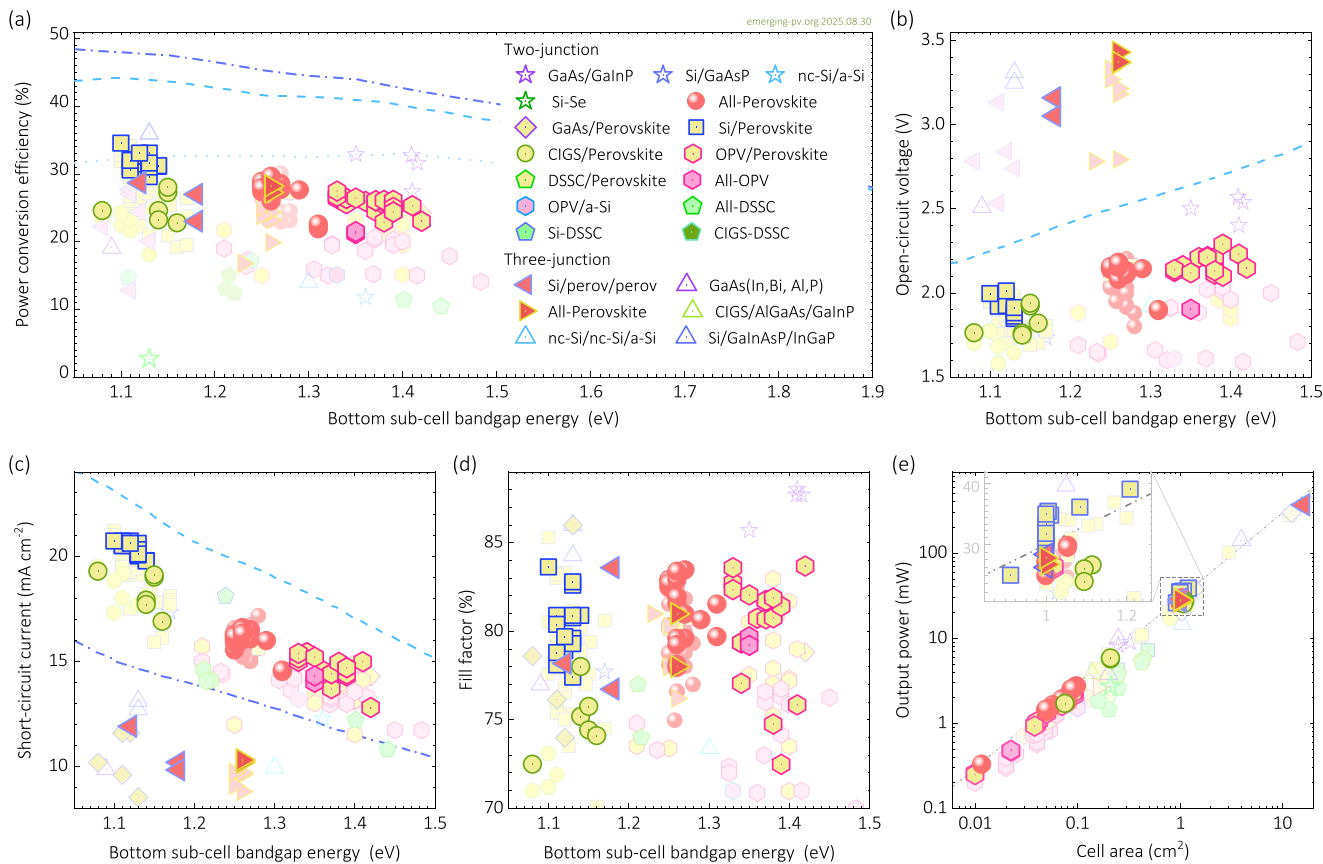 (a)
emerging-pv.org 2025.08.30
50
40
30
20
10
0
Power conversion efficiency (%)
Two-junction
GaAs/GaInP
Si/GaAsP
nc-Si/a-Si
Si-Se
All-Perovskite
GaAs/Perovskite
Si/Perovskite
CIGS/Perovskite
OPV/Perovskite
DSSC/Perovskite
All-OPV
OPV/a-Si
All-DSSC
Si-DSSC
CIGS-DSSC
Three-junction
Si/perov/perov
GaAs(In,Bi, Al,P)
All-Perovskite
CIGS/AlGaAs/GaInP
nc-Si/nc-Si/a-Si
Si/GaInAsP/InGaP
1.1 1.2 1.3 1.4 1.5 1.6 1.7 1.8 1.9
Bottom sub-cell bandgap energy (eV)
(b)
3.5
3.0
2.5
2.0
1.5
Open-circuit voltage (V)
1.1 1.2 1.3 1.4 1.5
Bottom sub-cell bandgap energy (eV)
(c)
20
15
10
Short-circuit current (mA cm-2)
1.1 1.2 1.3 1.4 1.5
Bottom sub-cell bandgap energy (eV)
(d)
85
80
75
70
Fill factor (%)
1.1 1.2 1.3 1.4 1.5
Bottom sub-cell bandgap energy (eV)
(e)
40
30
1 1.2
100
10
1
0.1
Output power (mW)
0.01 0.1 1 10
Cell area (cm2)